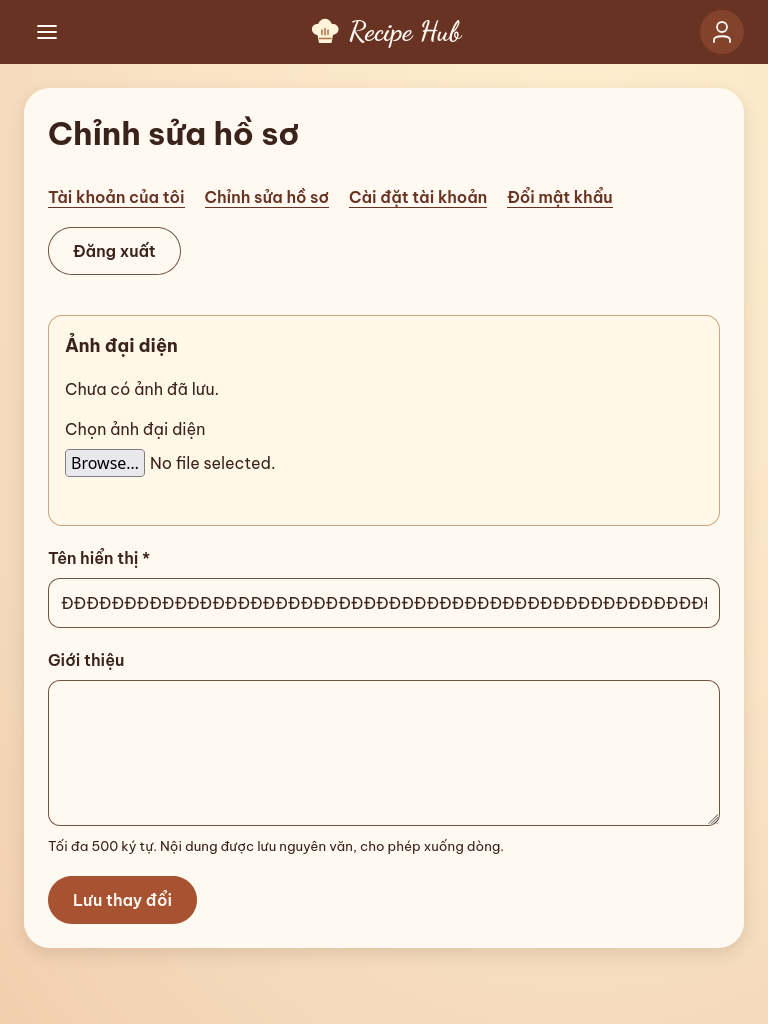 Recipe Hub
Chỉnh sửa hồ sơ
Tài khoản của tôi Chỉnh sửa hồ sơ Cài đặt tài khoản Đổi mật khẩu
Đăng xuất
Ảnh đại diện
Chưa có ảnh đã lưu.
Chọn ảnh đại diện
Browse... No file selected.
Tên hiển thị *
ĐĐĐĐĐĐĐĐĐĐĐĐĐĐĐĐĐĐĐĐĐĐĐĐĐĐĐĐĐĐĐĐĐĐĐĐĐĐĐĐĐĐĐĐĐĐĐĐĐĐĐ
Giới thiệu
Tối đa 500 ký tự. Nội dung được lưu nguyên văn, cho phép xuống dòng.
Lưu thay đổi